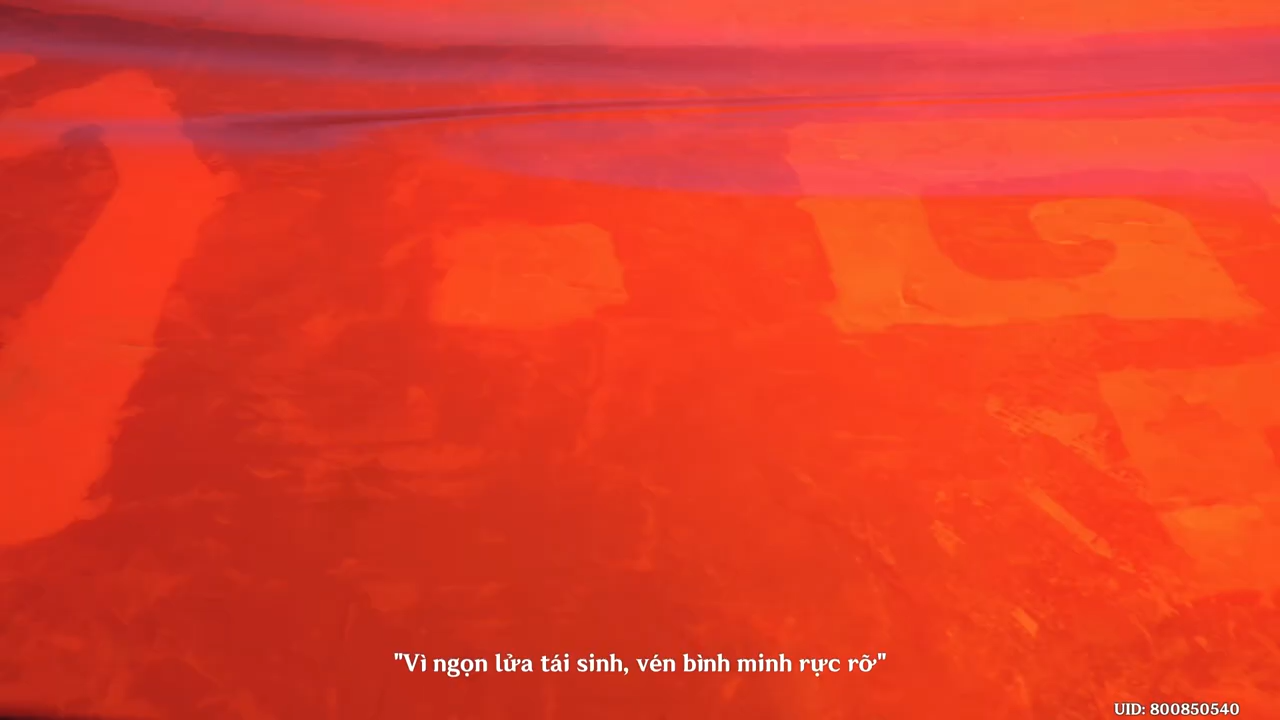 "Vì ngọn lửa tái sinh, vén bình minh rực rỡ"
UID: 800850540